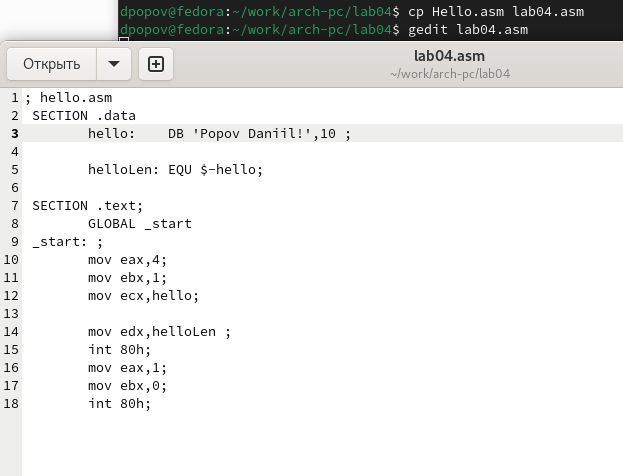 dpopov@fedora:~/work/arch-pc/lab04$ cp Hello.asm lab04.asm
dpopov@fedora:~/work/arch-pc/lab04$ gedit lab04.asm
Открыть
lab04.asm
~/work/arch-pc/lab04
1 ; hello.asm
2 SECTION .data
3 hello: DB 'Popov Daniil!',10 ;
4
5 helloLen: EQU $-hello;
6
7 SECTION .text;
8 GLOBAL _start
9 _start: ;
10 mov eax,4;
11 mov ebx,1;
12 mov ecx,hello;
13
14 mov edx,helloLen ;
15 int 80h;
16 mov eax,1;
17 mov ebx,0;
18 int 80h;